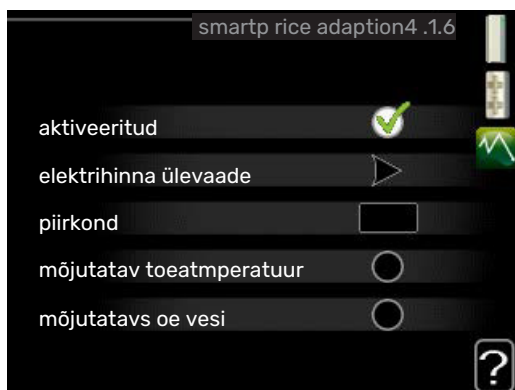 smartp rice adaption4 .1.6
aktiveeritud
elektrihinna ülevaade
piirkond
mõjutatav toeatmperatuur
mõjutatavs oe vesi
?